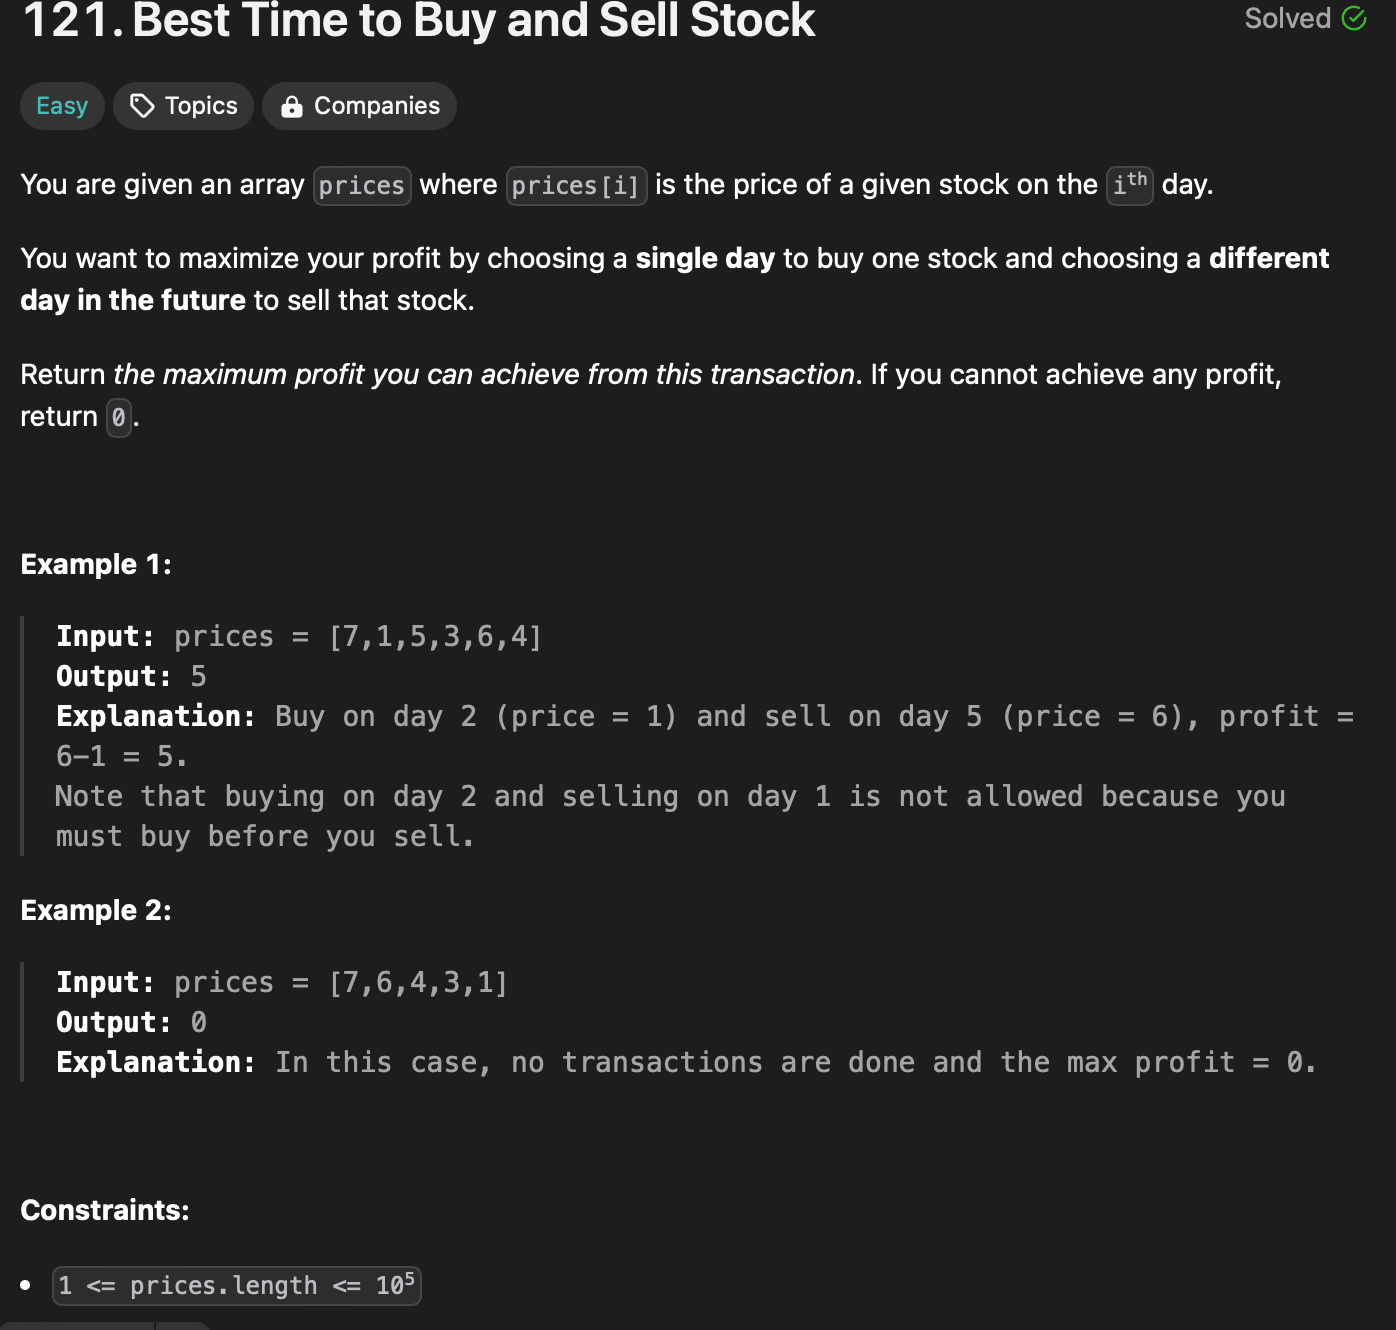 121. Best Time to Buy and Sell Stock
Solved
Easy
Topics
Companies
You are given an array prices where prices[i] is the price of a given stock on the ith day.
You want to maximize your profit by choosing a single day to buy one stock and choosing a different
day in the future to sell that stock.
Return the maximum profit you can achieve from this transaction. If you cannot achieve any profit,
return 0.
Example 1:
Input: prices = [7,1,5,3,6,4]
Output: 5
Explanation: Buy on day 2 (price = 1) and sell on day 5 (price = 6), profit =
6-1 = 5.
Note that buying on day 2 and selling on day 1 is not allowed because you
must buy before you sell.
Example 2:
Input: prices = [7,6,4,3,1]
Output: 0
Explanation: In this case, no transactions are done and the max profit = 0.
Constraints:
• 1 <= prices.length <= 10⁵